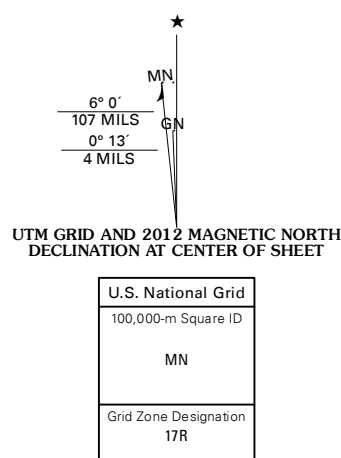 ★
MN
6° 0´
107 MILS
GN
0° 13´
4 MILS
UTM GRID AND 2012 MAGNETIC NORTH
DECLINATION AT CENTER OF SHEET
U.S. National Grid
100,000-m Square ID
MN
Grid Zone Designation
17R